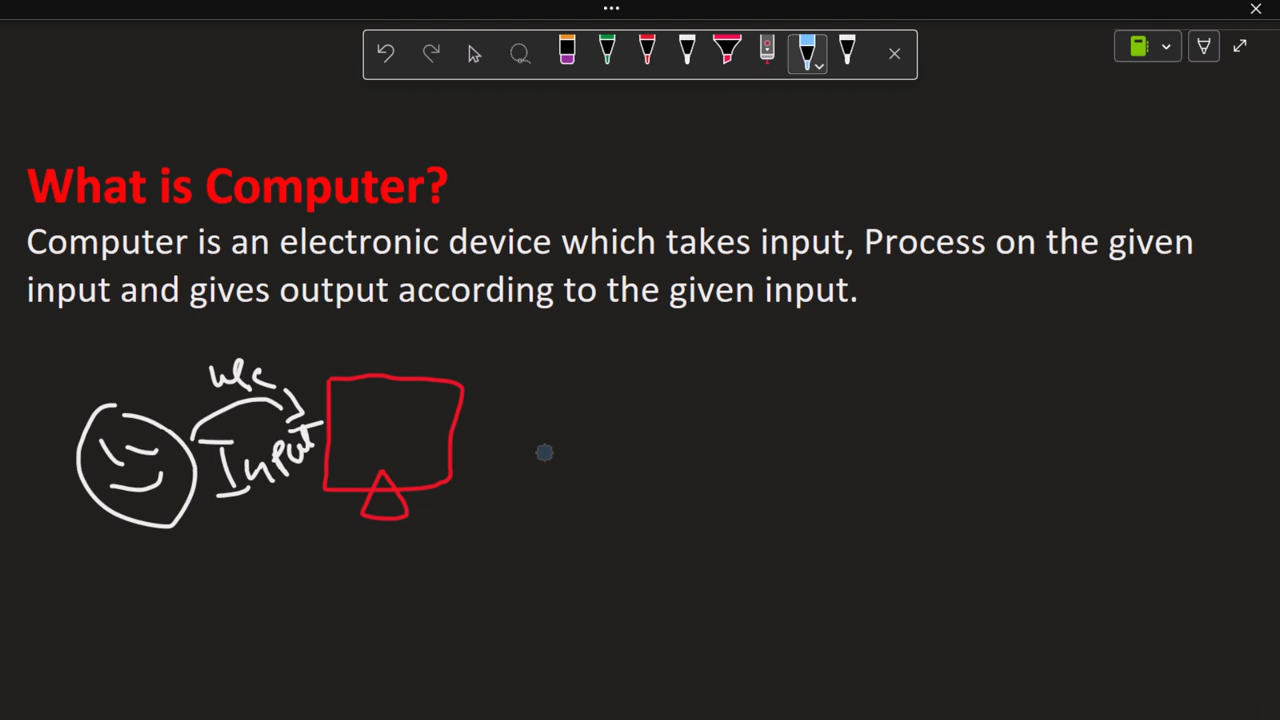 What is Computer?
Computer is an electronic device which takes input, Process on the given
input and gives output according to the given input.
Input